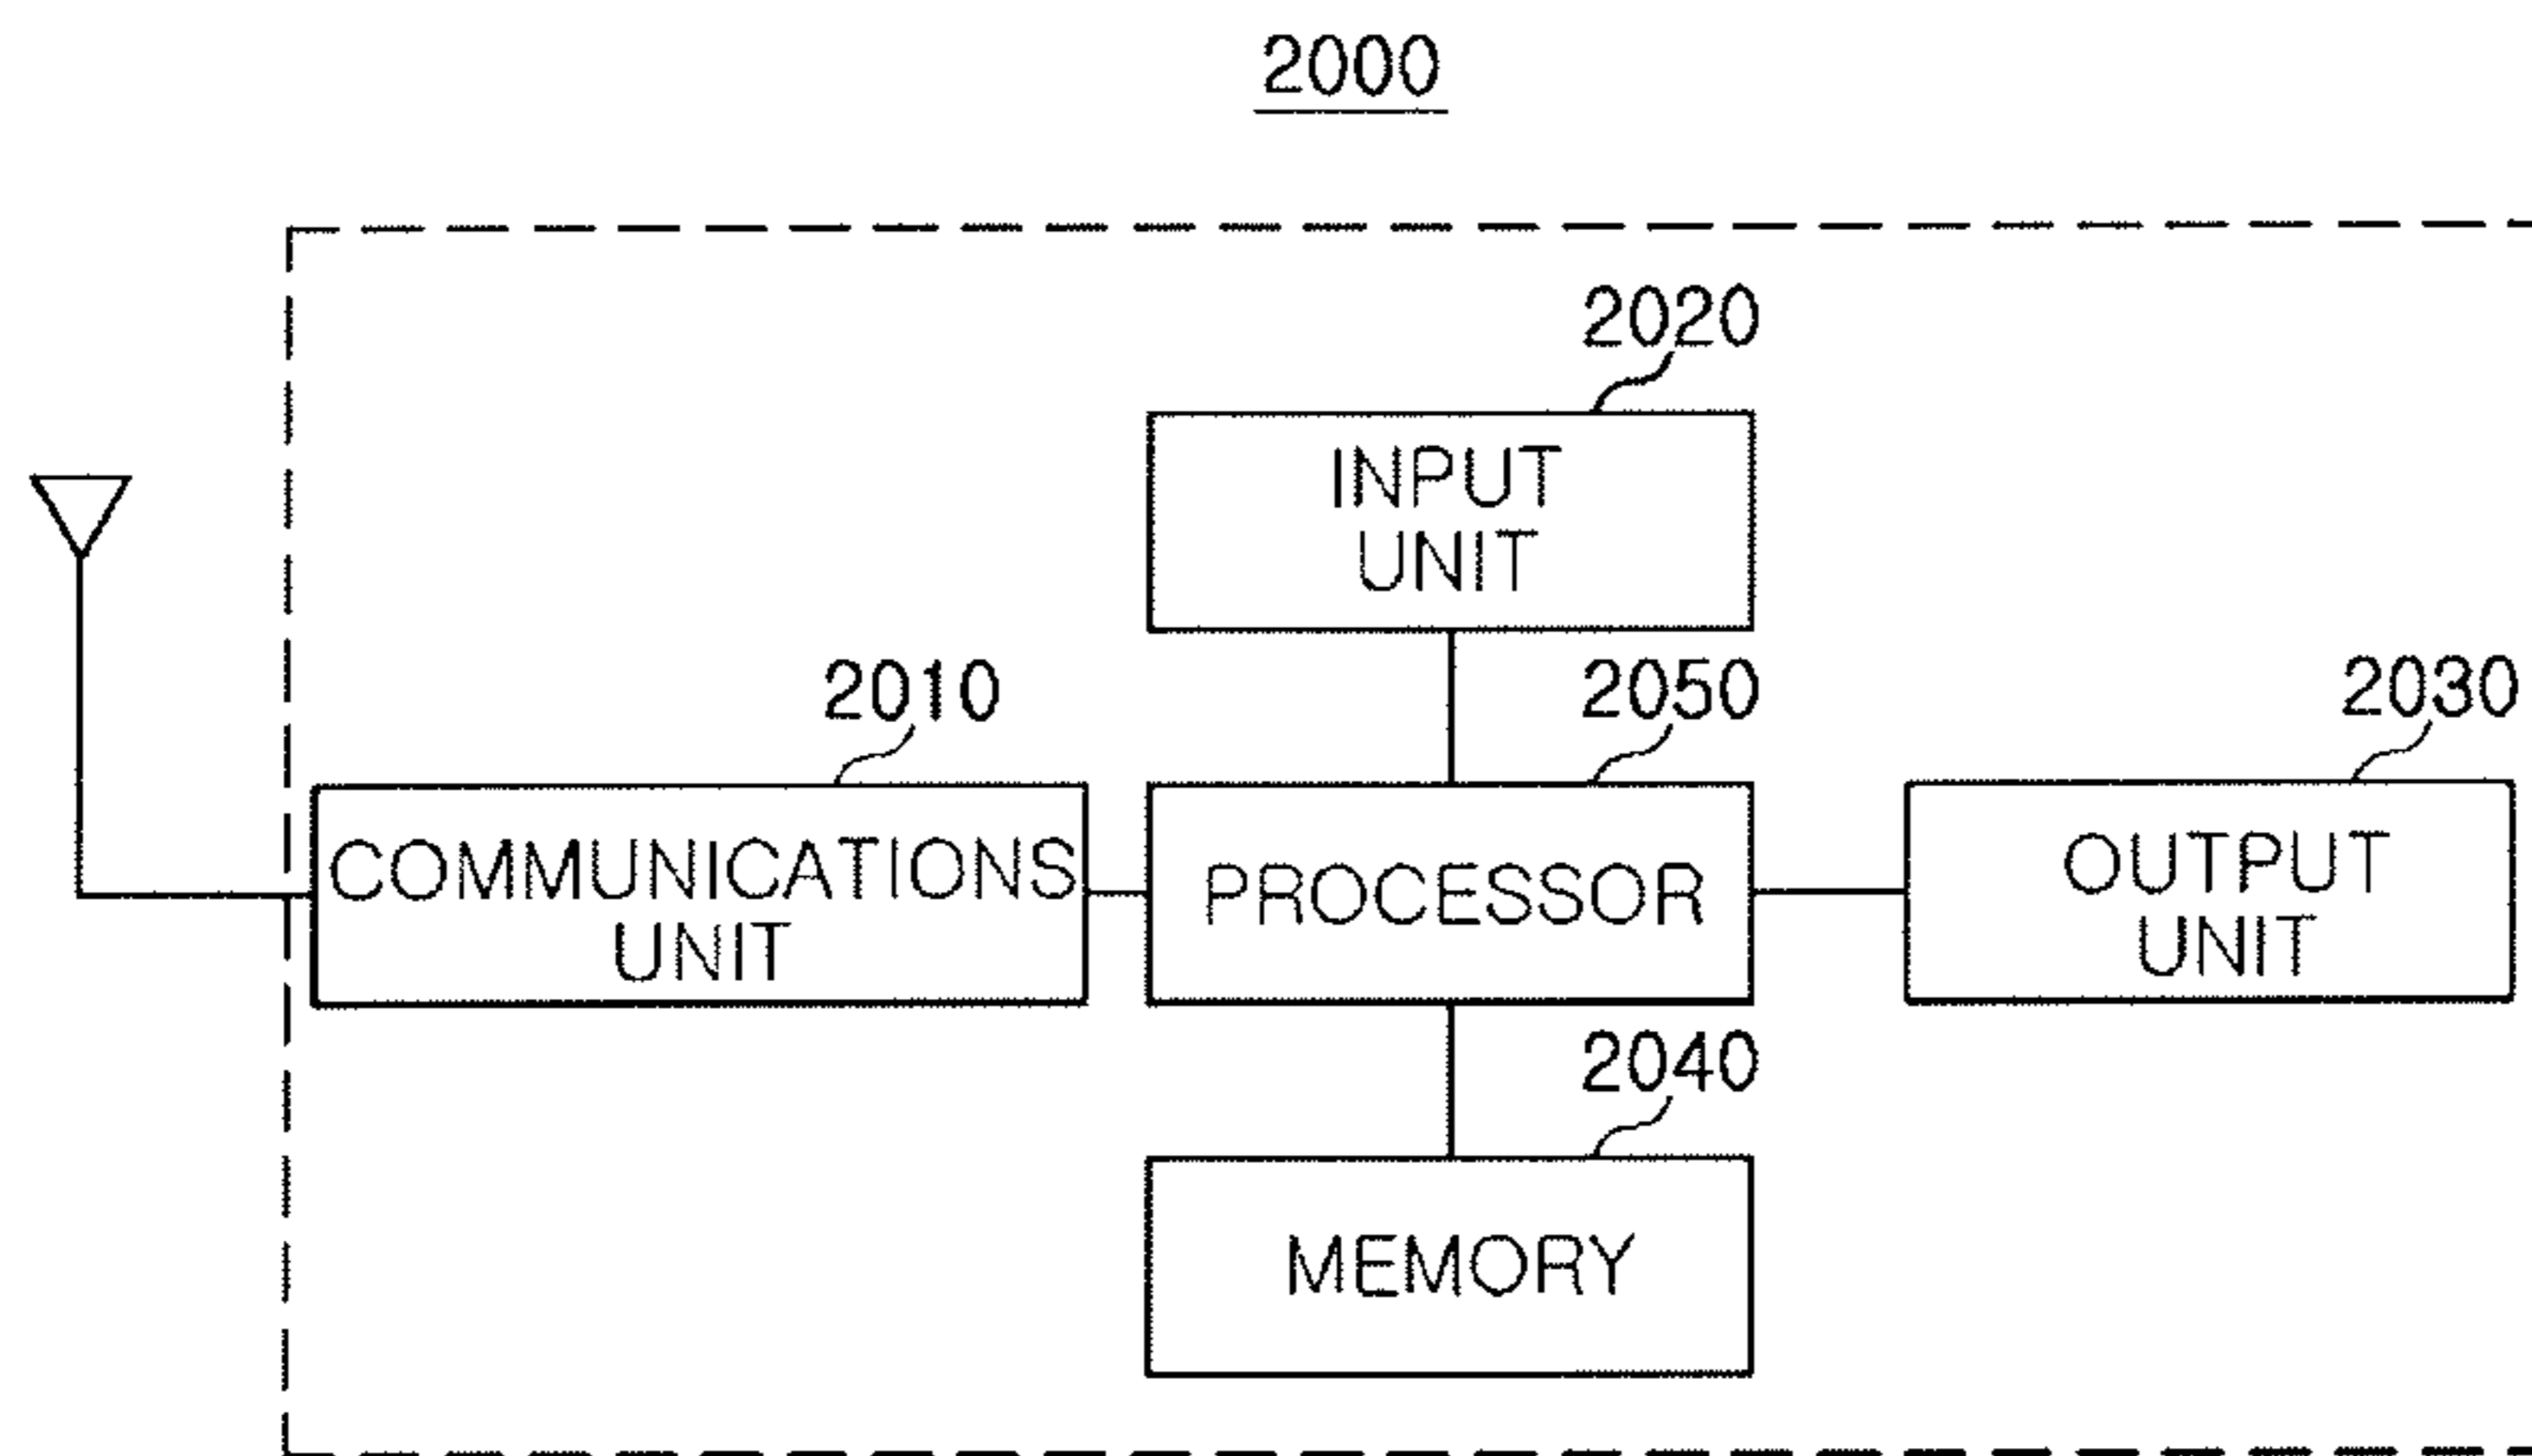 2000
2020
INPUT
UNIT
2010
2050
2030
COMMUNICATIONS
UNIT
PROCESSOR
OUTPUT
UNIT
2040
MEMORY